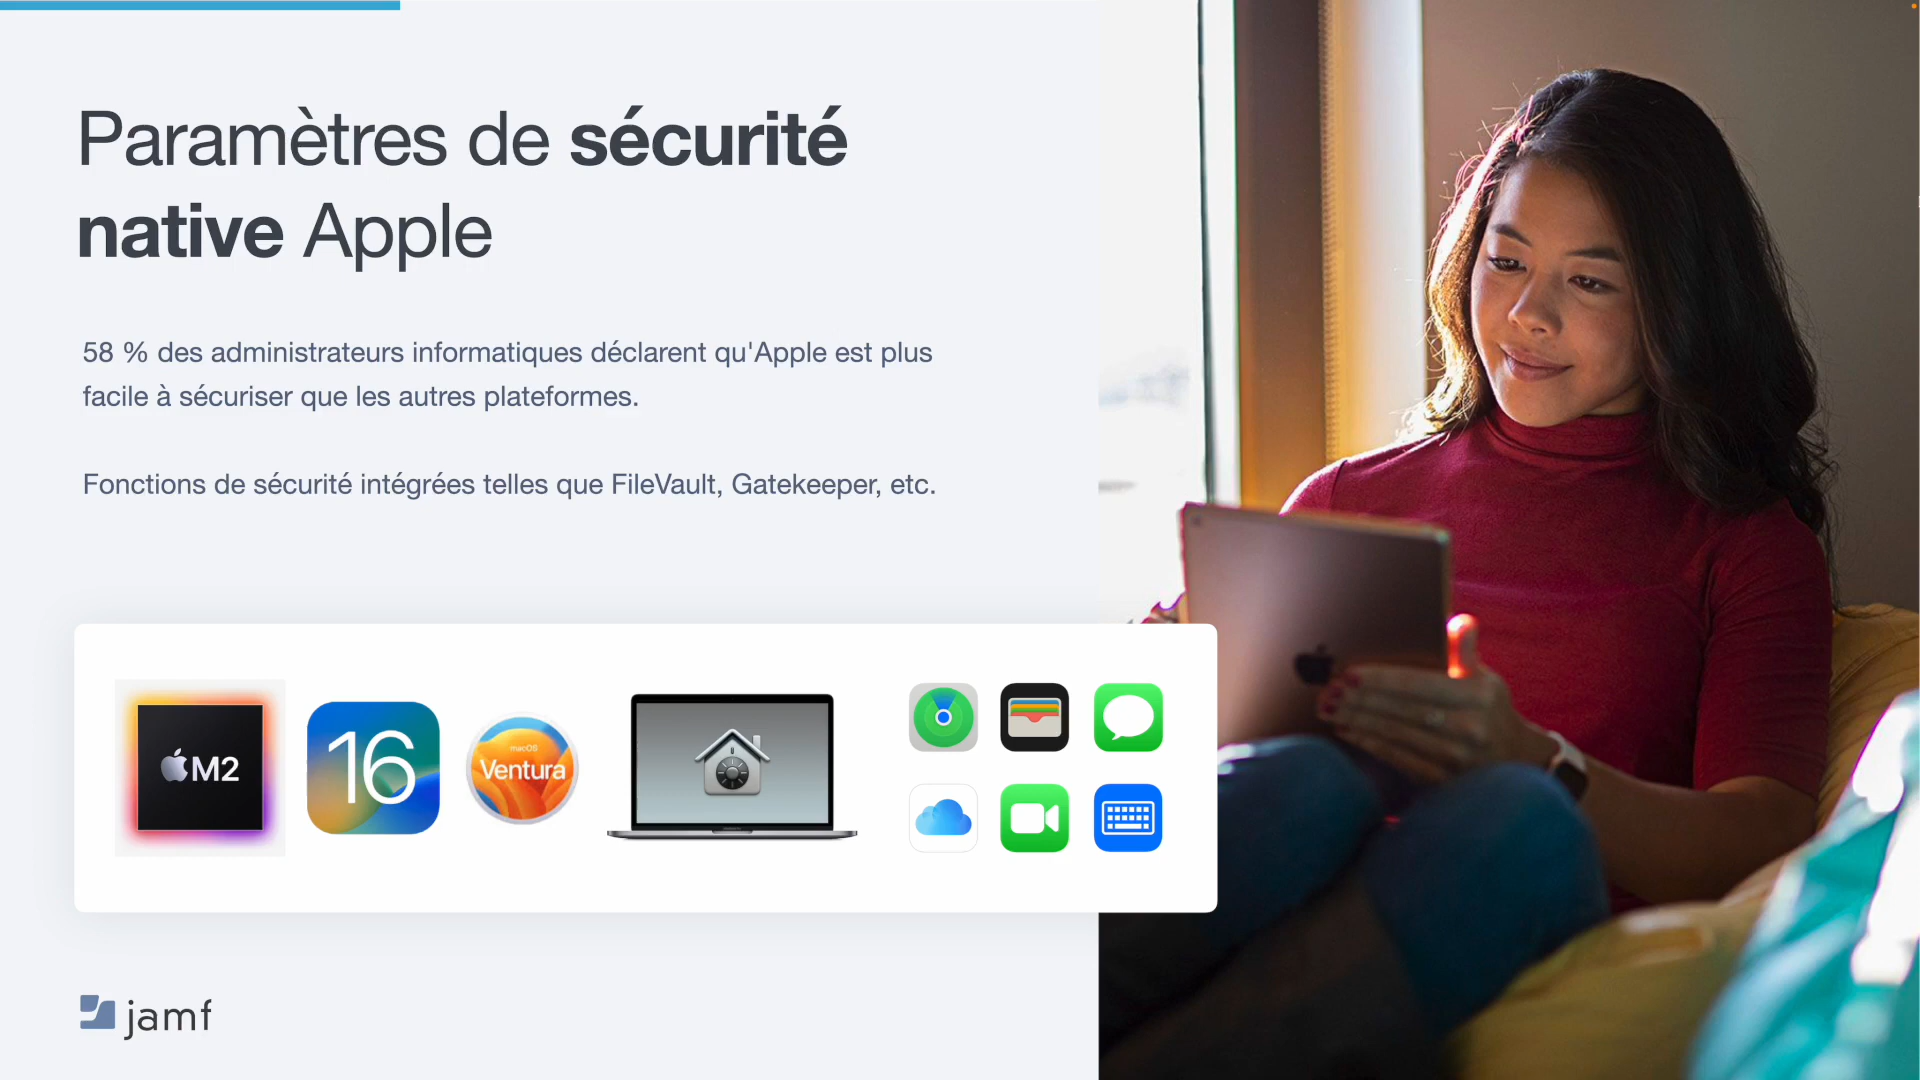 Paramètres de sécurité
native Apple
58 % des administrateurs informatiques déclarent qu'Apple est plus
facile à sécuriser que les autres plateformes.
Fonctions de sécurité intégrées telles que FileVault, Gatekeeper, etc.
M2
16
macOS
Ventura
jamf